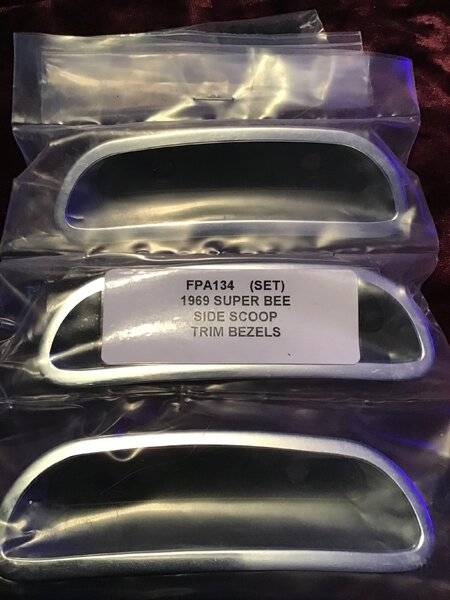 FPA134 (SET)
1969 SUPER BEE
SIDE SCOOP
TRIM BEZELS